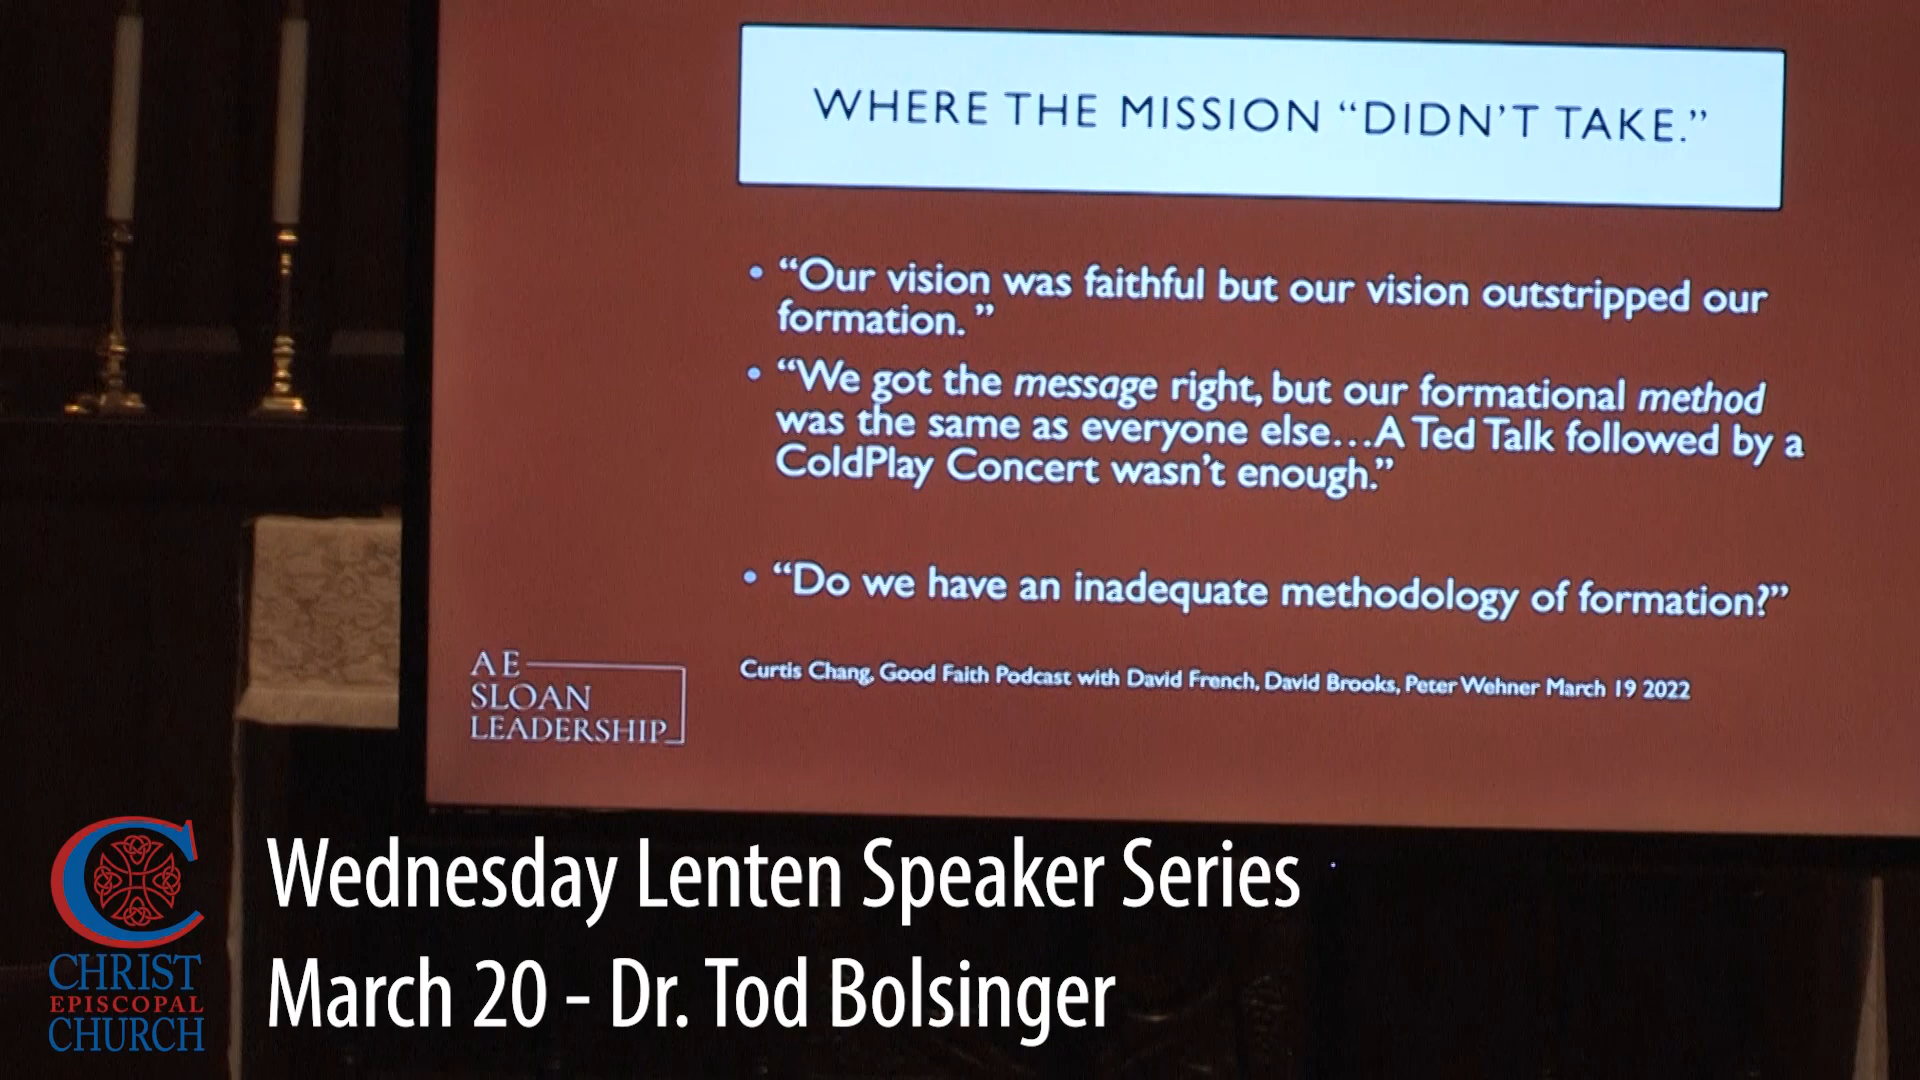 WHERE THE MISSION “DIDN’T TAKE.”
• “Our vision was faithful but our vision outstripped our
formation. ”
• “We got the message right, but our formational method
was the same as everyone else…A Ted Talk followed by a
ColdPlay Concert wasn’t enough.”
• “Do we have an inadequate methodology of formation?”
Curtis Chang, Good Faith Podcast with David French, David Brooks, Peter Wehner March 19 2022
AE
SLOAN
LEADERSHIP
C
CHRIST
EPISCOPAL
CHURCH
Wednesday Lenten Speaker Series
March 20 - Dr. Tod Bolsinger